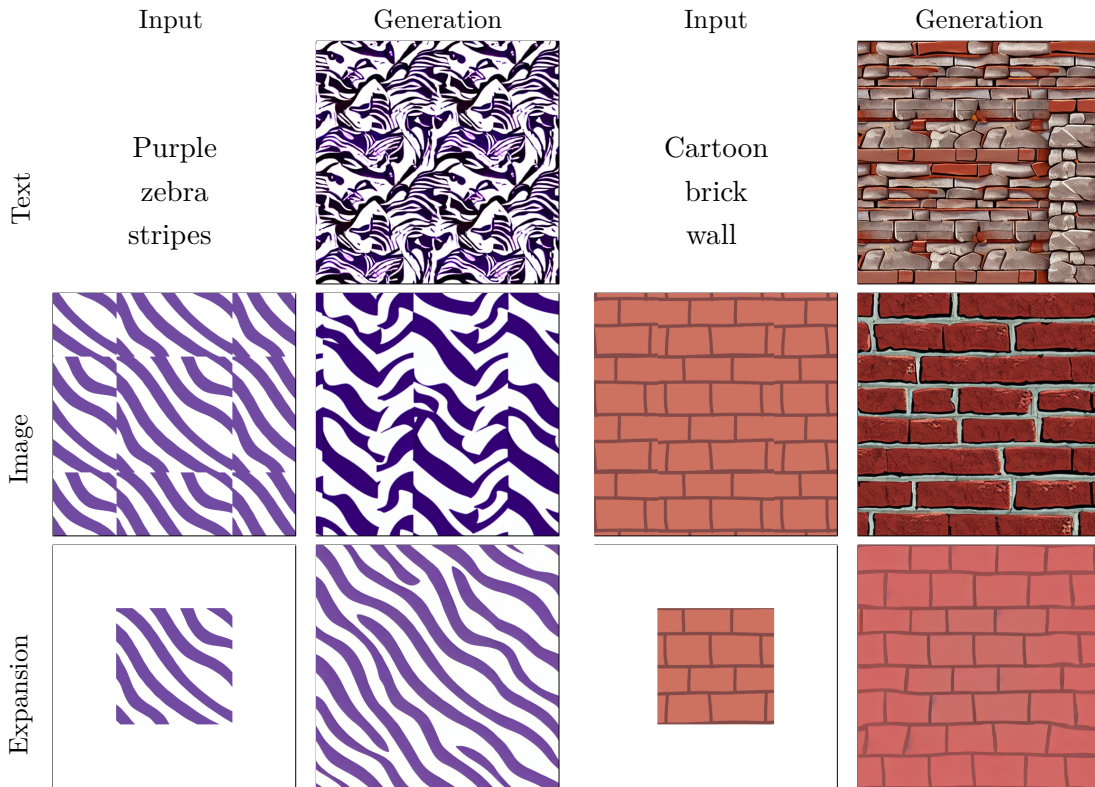 Input
Generation
Input
Generation
Text
Purple
zebra
stripes
Cartoon
brick
wall
Image
Expansion